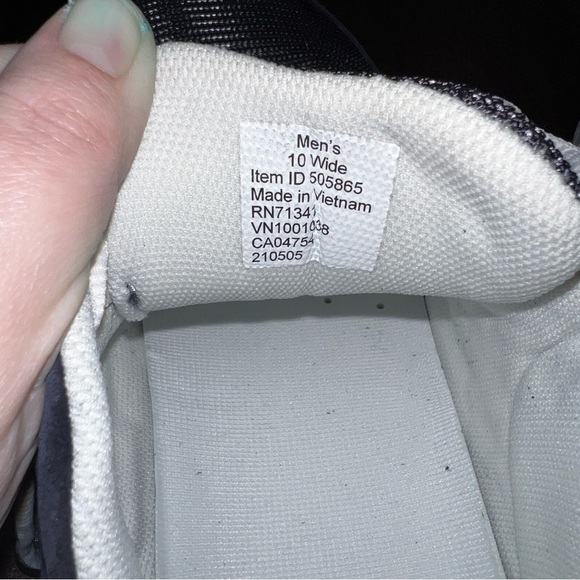 Men's
10 Wide
Item ID 505865
Made in Vietnam
RN71341
VN1001038
CA04754
210505